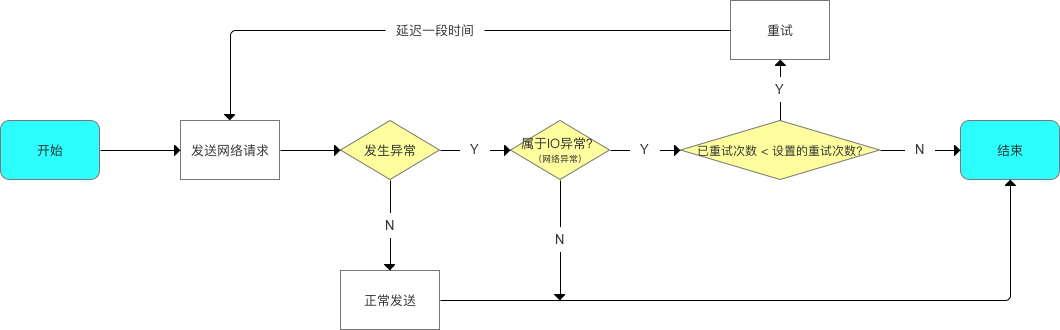 延迟一段时间
重试
Y
开始
发送网络请求
发生异常
Y
属于IO异常?
(网络异常)
Y
已重试次数 < 设置的重试次数?
N
结束
N
N
正常发送